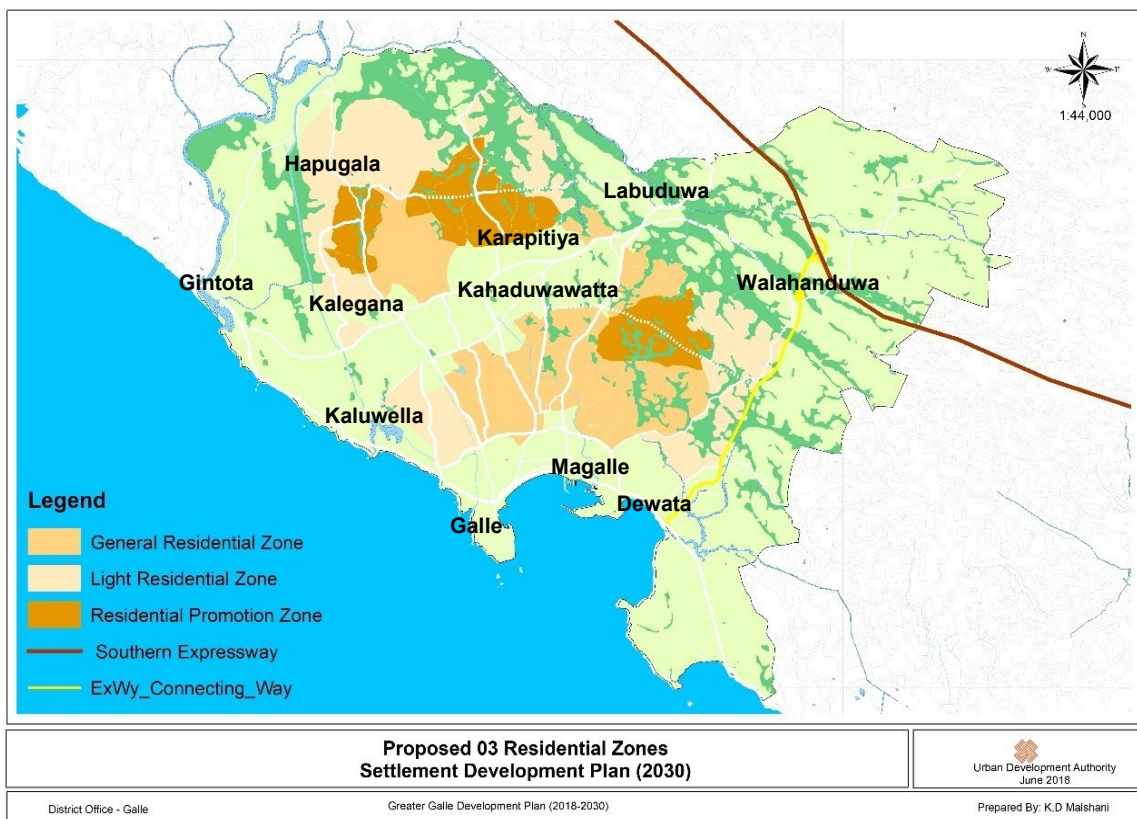 N
W
E
S
1:44,000
Hapugala
Labuduwa
Karapitiya
Gintota
Kalegana
Kahaduwawatta
Walahanduwa
Kaluwella
Magalle
Dewata
Galle
Legend
General Residential Zone
Light Residential Zone
Residential Promotion Zone
Southern Expressway
ExWy_Connecting_Way
Proposed 03 Residential Zones
Settlement Development Plan (2030)
Urban Development Authority
June 2018
District Office - Galle
Greater Galle Development Plan (2018-2030)
Prepared By: K.D Malshani